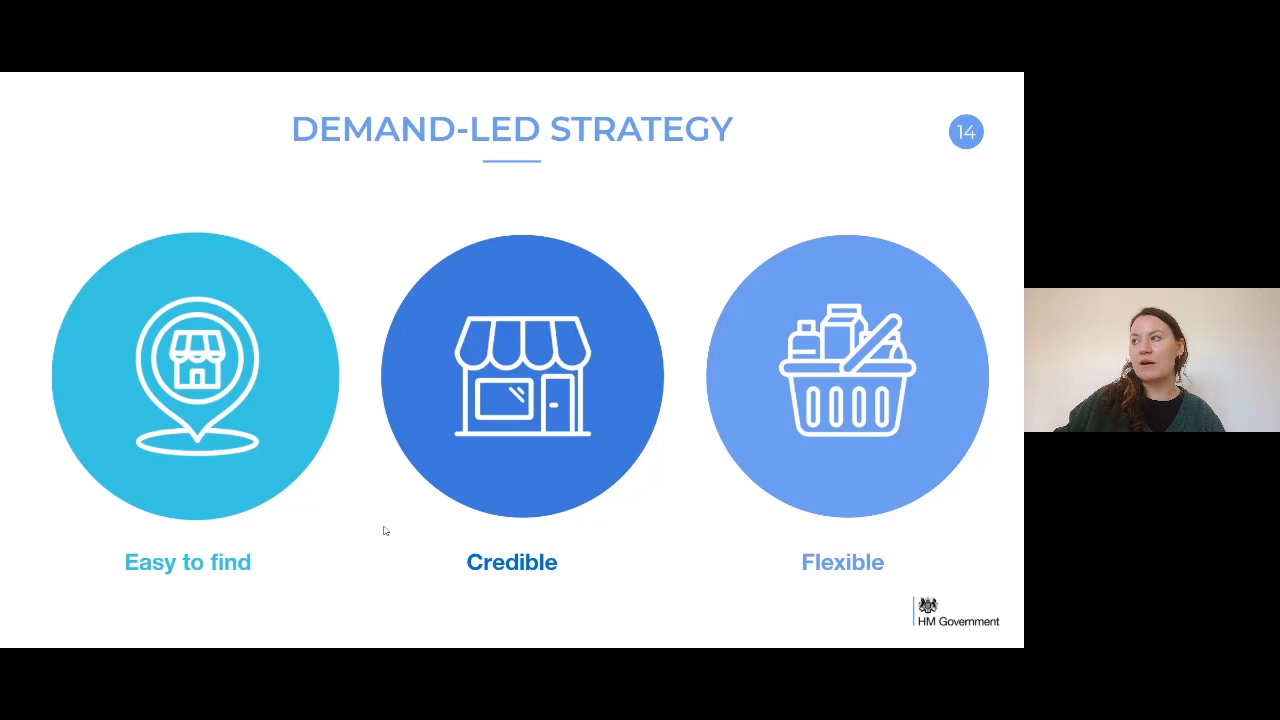 DEMAND-LED STRATEGY
14
Easy to find
Credible
Flexible
HM Government